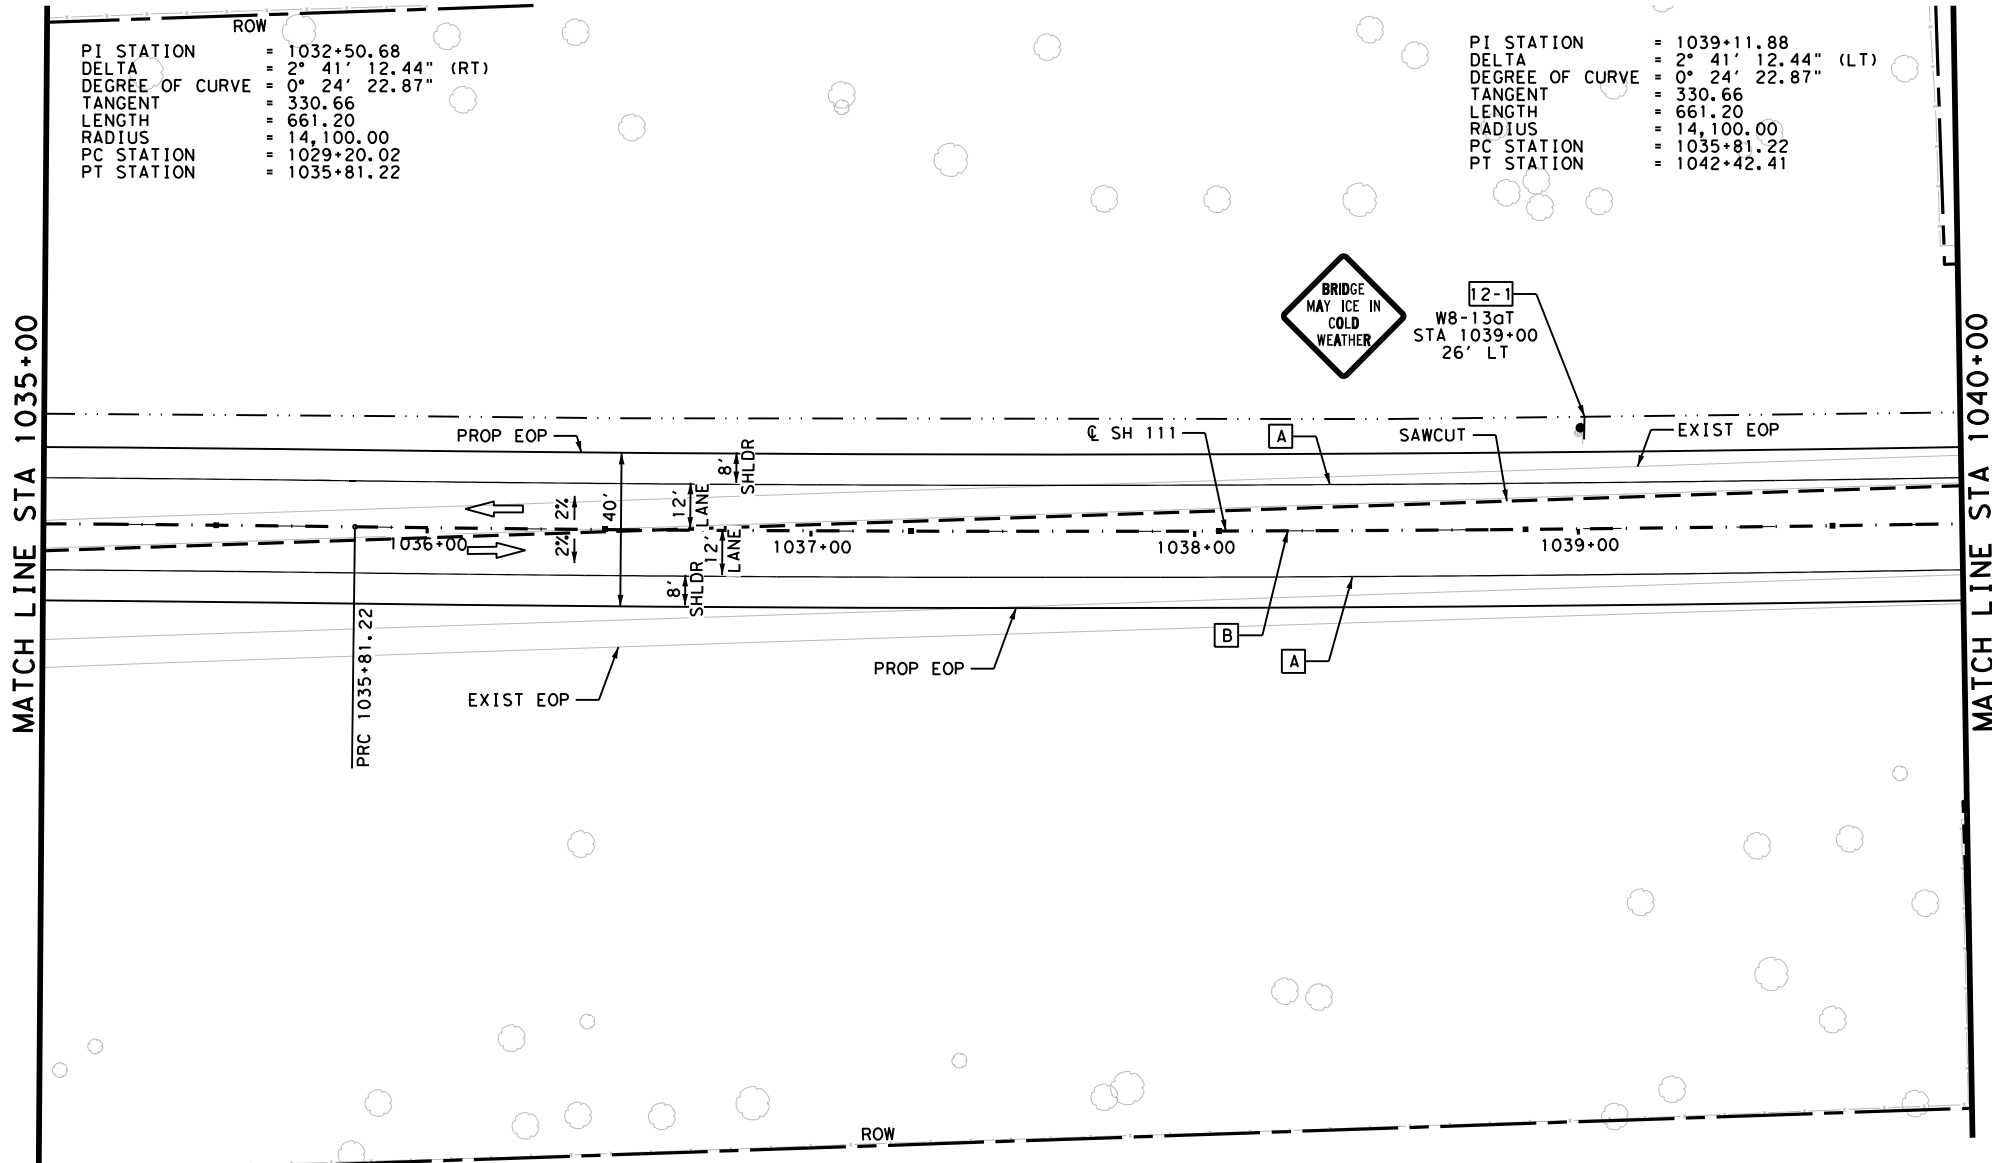 ROW
PI STATION = 1032+50.68
DELTA = 2° 41' 12.44" (RT)
DEGREE OF CURVE = 0° 24' 22.87"
TANGENT = 330.66
LENGTH = 661.20
RADIUS = 14,100.00
PC STATION = 1029+20.02
PT STATION = 1035+81.22
PI STATION = 1039+11.88
DELTA = 2° 41' 12.44" (LT)
DEGREE OF CURVE = 0° 24' 22.87"
TANGENT = 330.66
LENGTH = 661.20
RADIUS = 14,100.00
PC STATION = 1035+81.22
PT STATION = 1042+42.41
BRIDGE
MAY ICE IN
COLD
WEATHER
12-1
W8-13aT
STA 1039+00
26' LT
MATCH LINE STA 1035+00
MATCH LINE STA 1040+00
PROP EOP
℄ SH 111
A
SAWCUT
EXIST EOP
8'
SHLDR
12'
LANE
40'
2%
2%
12'
LANE
8'
SHLDR
1036+00
1037+00
1038+00
1039+00
PRC 1035+81.22
B
A
PROP EOP
EXIST EOP
ROW